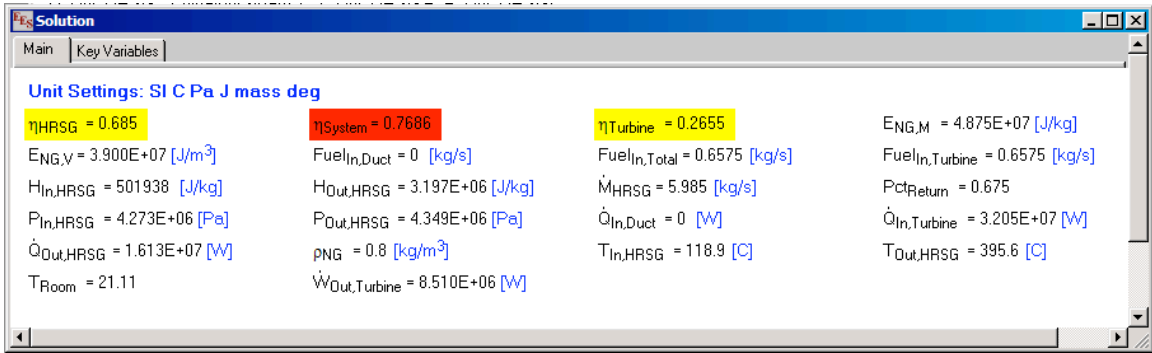 EES Solution
Main Key Variables
Unit Settings: SI C Pa J mass deg
ηHRSG = 0.685 ηSystem = 0.7686 ηTurbine = 0.2655 ENG,M = 4.875E+07 [J/kg]
ENG,V = 3.900E+07 [J/m3] FuelIn,Duct = 0 [kg/s] FuelIn,Total = 0.6575 [kg/s] FuelIn,Turbine = 0.6575 [kg/s]
HIn,HRSG = 501938 [J/kg] HOut,HRSG = 3.197E+06 [J/kg] ṀHRSG = 5.985 [kg/s] PctReturn = 0.675
PIn,HRSG = 4.273E+06 [Pa] POut,HRSG = 4.349E+06 [Pa] Q̇In,Duct = 0 [W] Q̇In,Turbine = 3.205E+07 [W]
Q̇Out,HRSG = 1.613E+07 [W] ρNG = 0.8 [kg/m3] TIn,HRSG = 118.9 [C] TOut,HRSG = 395.6 [C]
TRoom = 21.11 ẆOut,Turbine = 8.510E+06 [W]